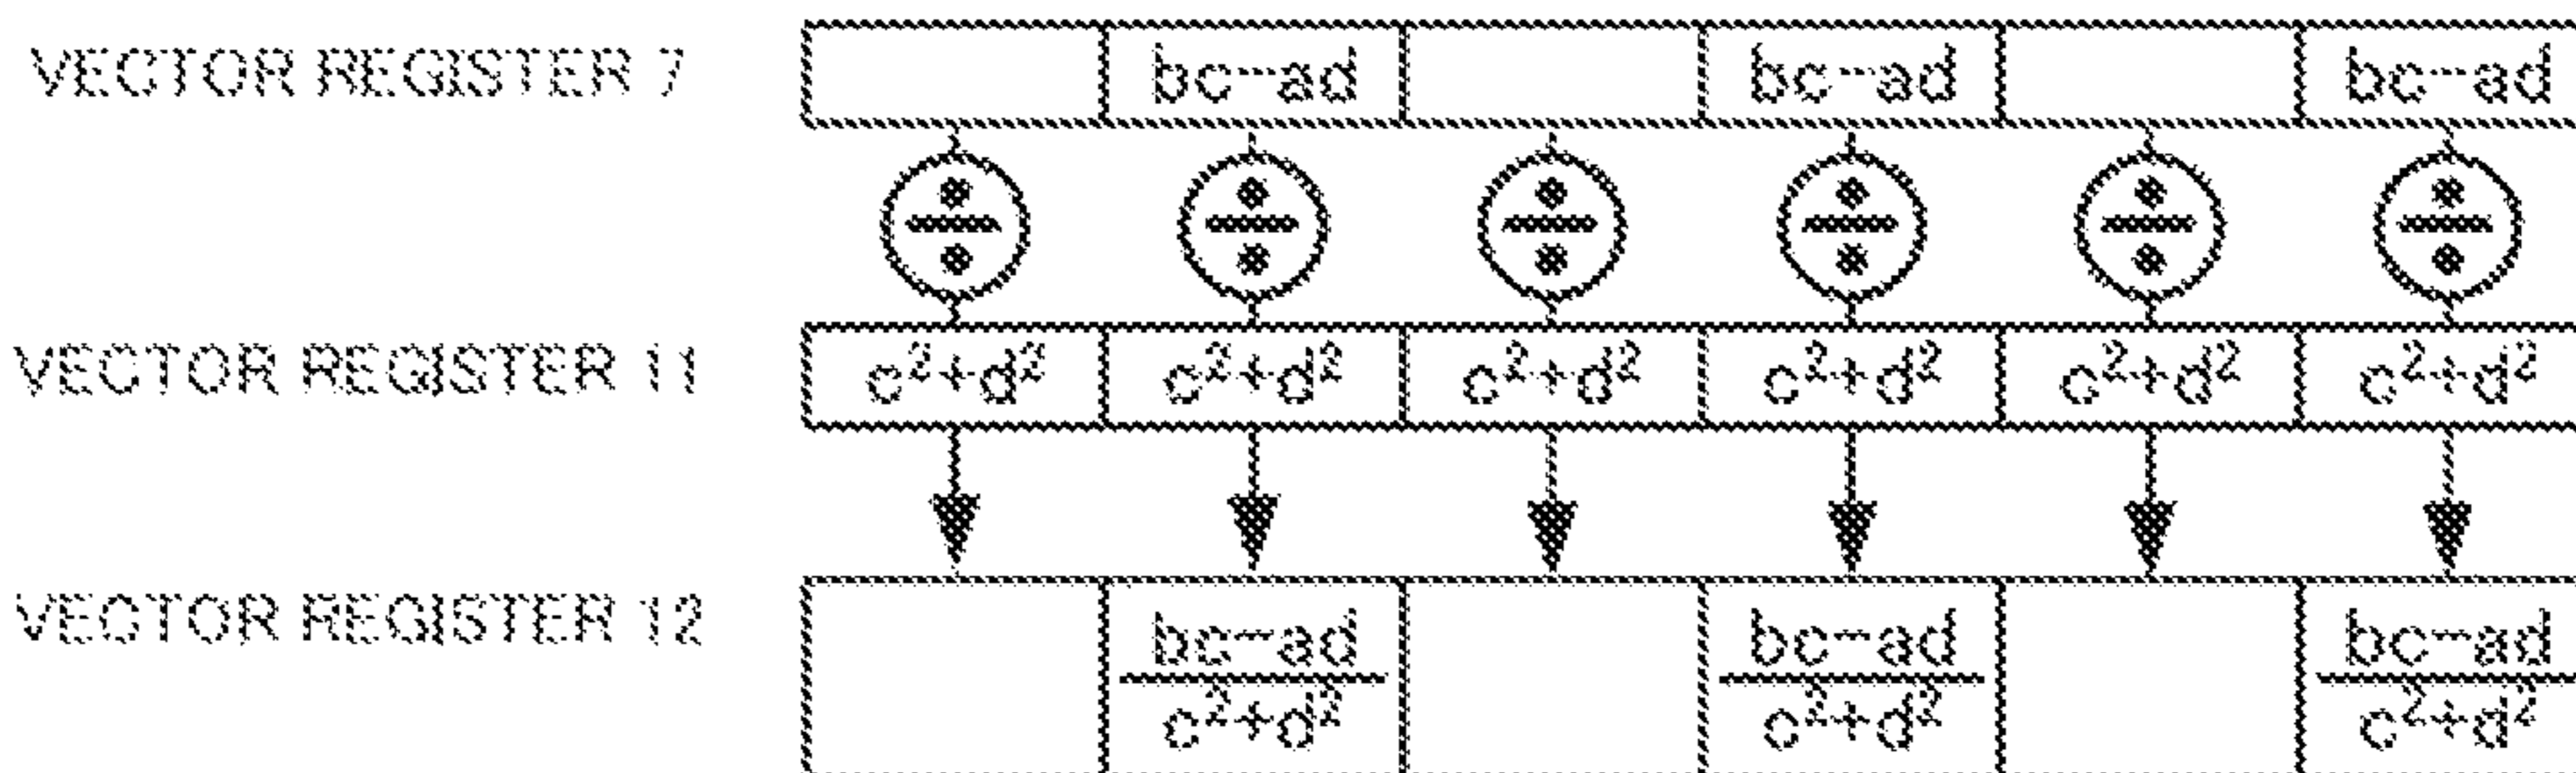 VECTOR REGISTER 7 bc-ad bc-ad bc-ad
÷ ÷ ÷ ÷ ÷ ÷
VECTOR REGISTER 11 c²+d² c²+d² c²+d² c²+d² c²+d² c²+d²
VECTOR REGISTER 12 bc-ad bc-ad bc-ad
c²+d² c²+d² c²+d²